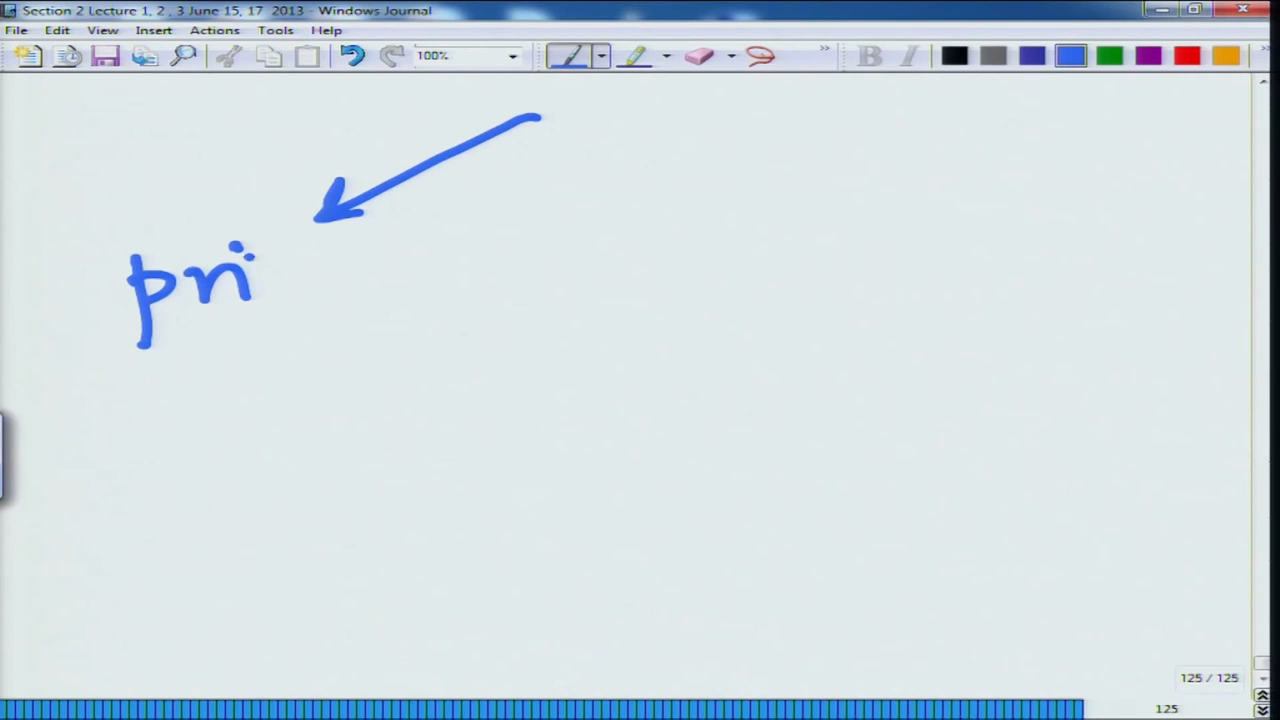 Section 2 Lecture 1, 2 , 3 June 15, 17  2013 - Windows Journal
File Edit View Insert Actions Tools Help
100% B I
pri
125 / 125
125